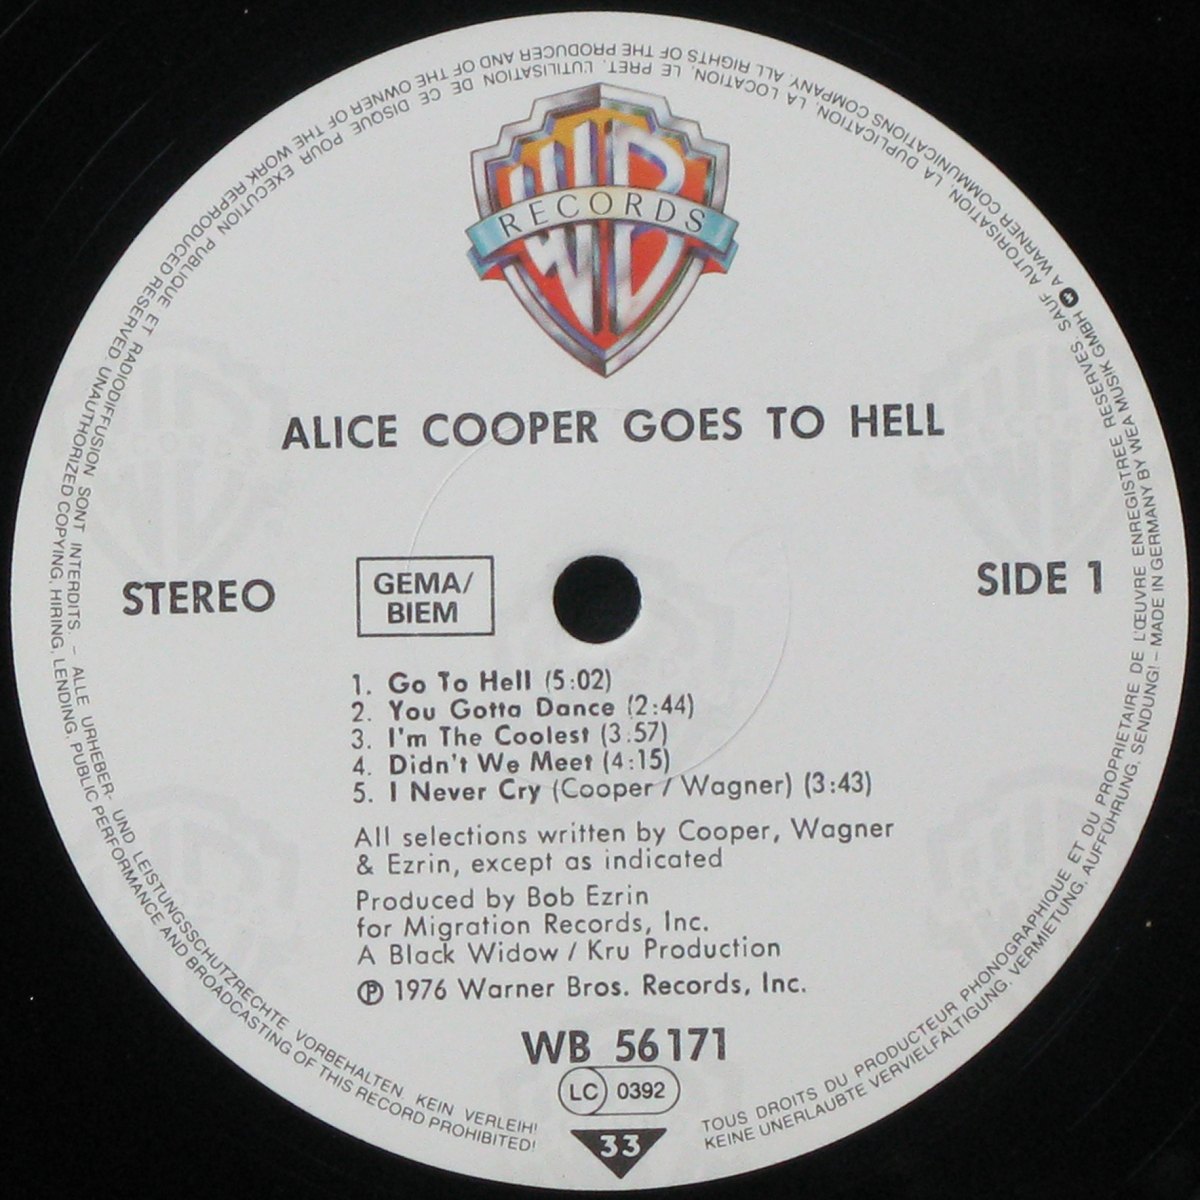 WB
RECORDS
ALICE COOPER GOES TO HELL
STEREO
GEMA/
BIEM
SIDE 1
1. Go To Hell (5:02)
2. You Gotta Dance (2:44)
3. I'm The Coolest (3:57)
4. Didn't We Meet (4:15)
5. I Never Cry (Cooper / Wagner) (3:43)
All selections written by Cooper, Wagner
& Ezrin, except as indicated
Produced by Bob Ezrin
for Migration Records, Inc.
A Black Widow / Kru Production
℗ 1976 Warner Bros. Records, Inc.
WB 56171
LC 0392
33
TOUS DROITS DU PRODUCTEUR PHONOGRAPHIQUE ET DU PROPRIETAIRE DE L'ŒUVRE ENREGISTREE RESERVES. SAUF AUTORISATION, LA DUPLICATION, LA LOCATION, LE PRET, L'UTILISATION DE CE DISQUE POUR EXECUTION PUBLIQUE ET RADIODIFFUSION SONT INTERDITS. – ALLE URHEBER- UND LEISTUNGSSCHUTZRECHTE VORBEHALTEN. KEIN VERLEIH!
KEINE UNERLAUBTE VERVIELFÄLTIGUNG, VERMIETUNG, AUFFÜHRUNG, SENDUNG! – MADE IN GERMANY BY WEA MUSIK GMBH A WARNER COMMUNICATIONS COMPANY. ALL RIGHTS OF THE PRODUCER AND OF THE OWNER OF THE WORK REPRODUCED RESERVED. UNAUTHORIZED COPYING, HIRING, LENDING, PUBLIC PERFORMANCE AND BROADCASTING OF THIS RECORD PROHIBITED!